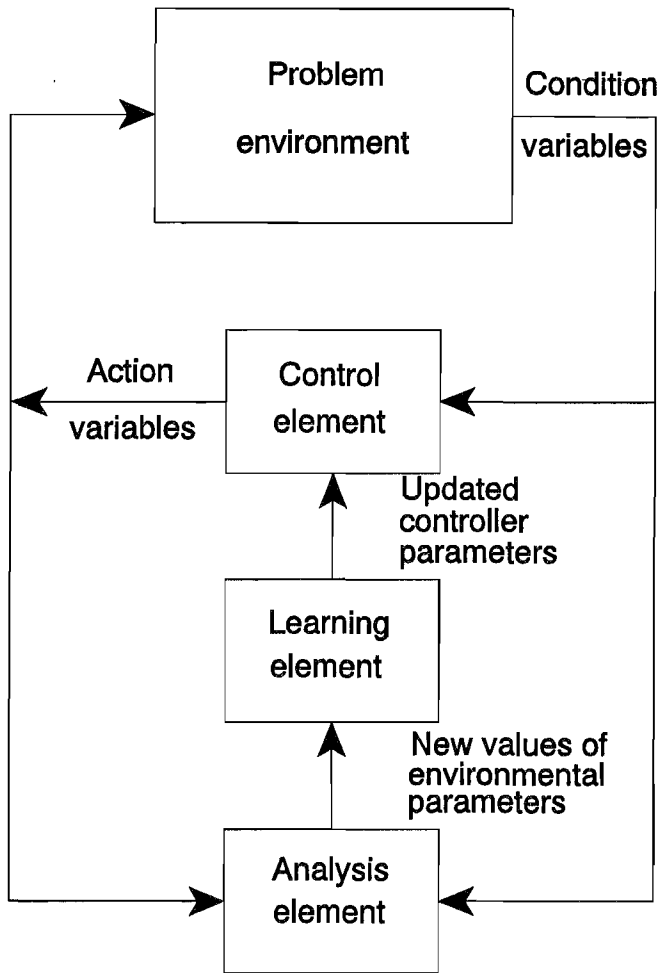 Problem
environment
Condition
variables
Action
variables
Control
element
Updated
controller
parameters
Learning
element
New values of
environmental
parameters
Analysis
element